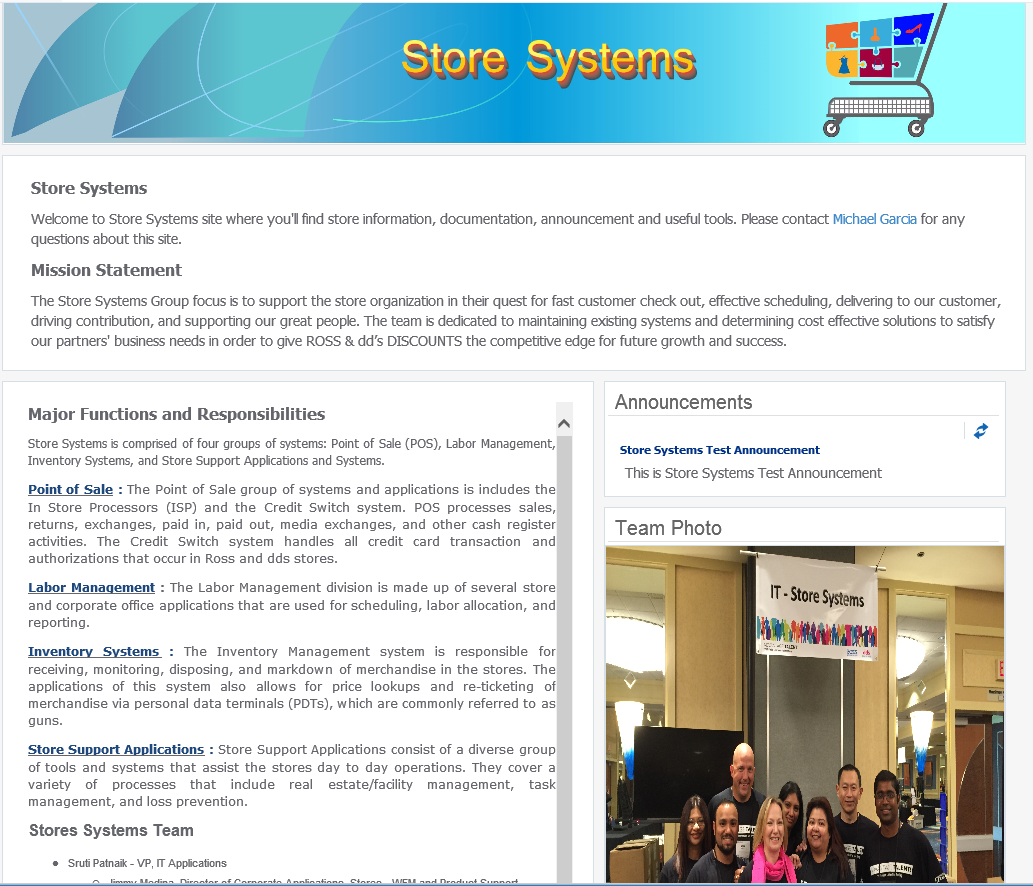 Store Systems
Store Systems
Welcome to Store Systems site where you'll find store information, documentation, announcement and useful tools. Please contact Michael Garcia for any
questions about this site.
Mission Statement
The Store Systems Group focus is to support the store organization in their quest for fast customer check out, effective scheduling, delivering to our customer,
driving contribution, and supporting our great people. The team is dedicated to maintaining existing systems and determining cost effective solutions to satisfy
our partners' business needs in order to give ROSS & dd's DISCOUNTS the competitive edge for future growth and success.
Major Functions and Responsibilities
Store Systems is comprised of four groups of systems: Point of Sale (POS), Labor Management,
Inventory Systems, and Store Support Applications and Systems.
Point of Sale : The Point of Sale group of systems and applications is includes the
In Store Processors (ISP) and the Credit Switch system. POS processes sales,
returns, exchanges, paid in, paid out, media exchanges, and other cash register
activities. The Credit Switch system handles all credit card transaction and
authorizations that occur in Ross and dds stores.
Labor Management : The Labor Management division is made up of several store
and corporate office applications that are used for scheduling, labor allocation, and
reporting.
Inventory Systems : The Inventory Management system is responsible for
receiving, monitoring, disposing, and markdown of merchandise in the stores. The
applications of this system also allows for price lookups and re-ticketing of
merchandise via personal data terminals (PDTs), which are commonly referred to as
guns.
Store Support Applications : Store Support Applications consist of a diverse group
of tools and systems that assist the stores day to day operations. They cover a
variety of processes that include real estate/facility management, task
management, and loss prevention.
Stores Systems Team
Sruti Patnaik - VP, IT Applications
Jimmy Medina, Director of Corporate Applications, Stores - WFM and Product Support
Announcements
Store Systems Test Announcement
This is Store Systems Test Announcement
Team Photo
IT - Store Systems